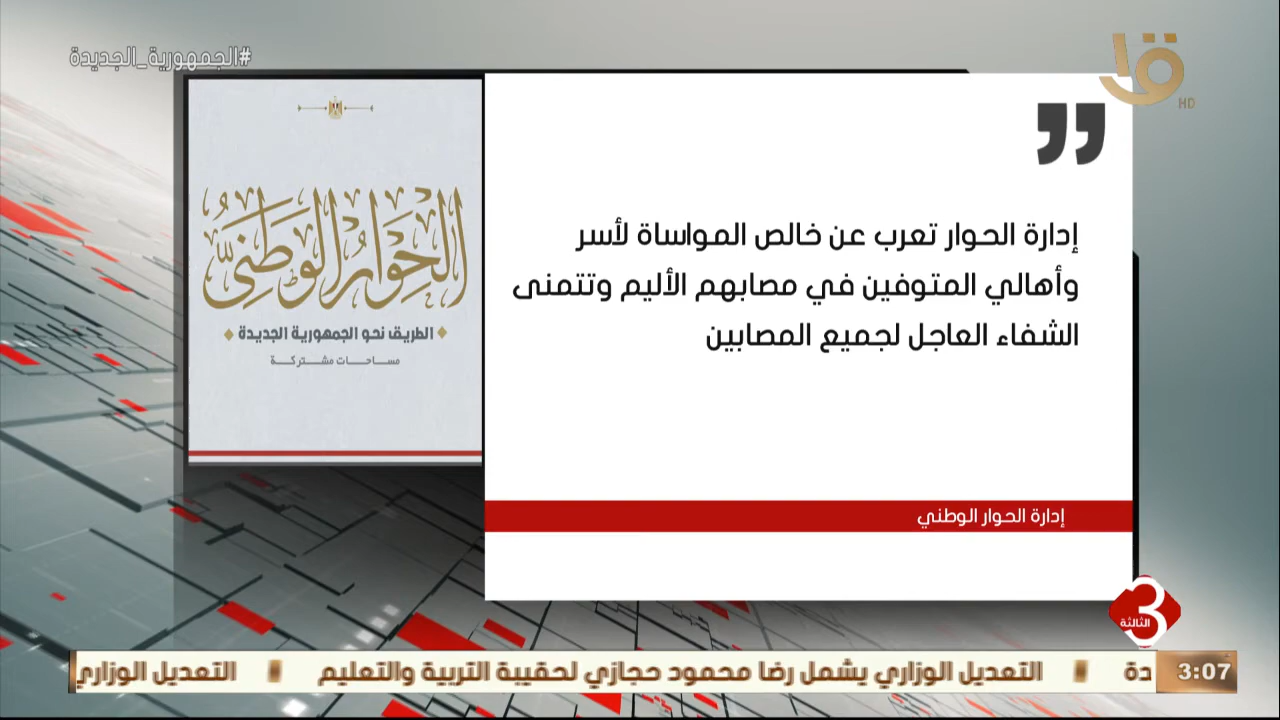 #الجمهورية_الجديدة
HD
الحوار الوطني
الطريق نحو الجمهورية الجديدة
مساحات مشتركة
إدارة الحوار تعرب عن خالص المواساة لأسر
وأهالي المتوفين في مصابهم الأليم وتتمنى
الشفاء العاجل لجميع المصابين
إدارة الحوار الوطني
3
الثالثة
3:07
دة التعديل الوزاري يشمل رضا محمود حجازي لحقيبة التربية والتعليم التعديل الوزاري